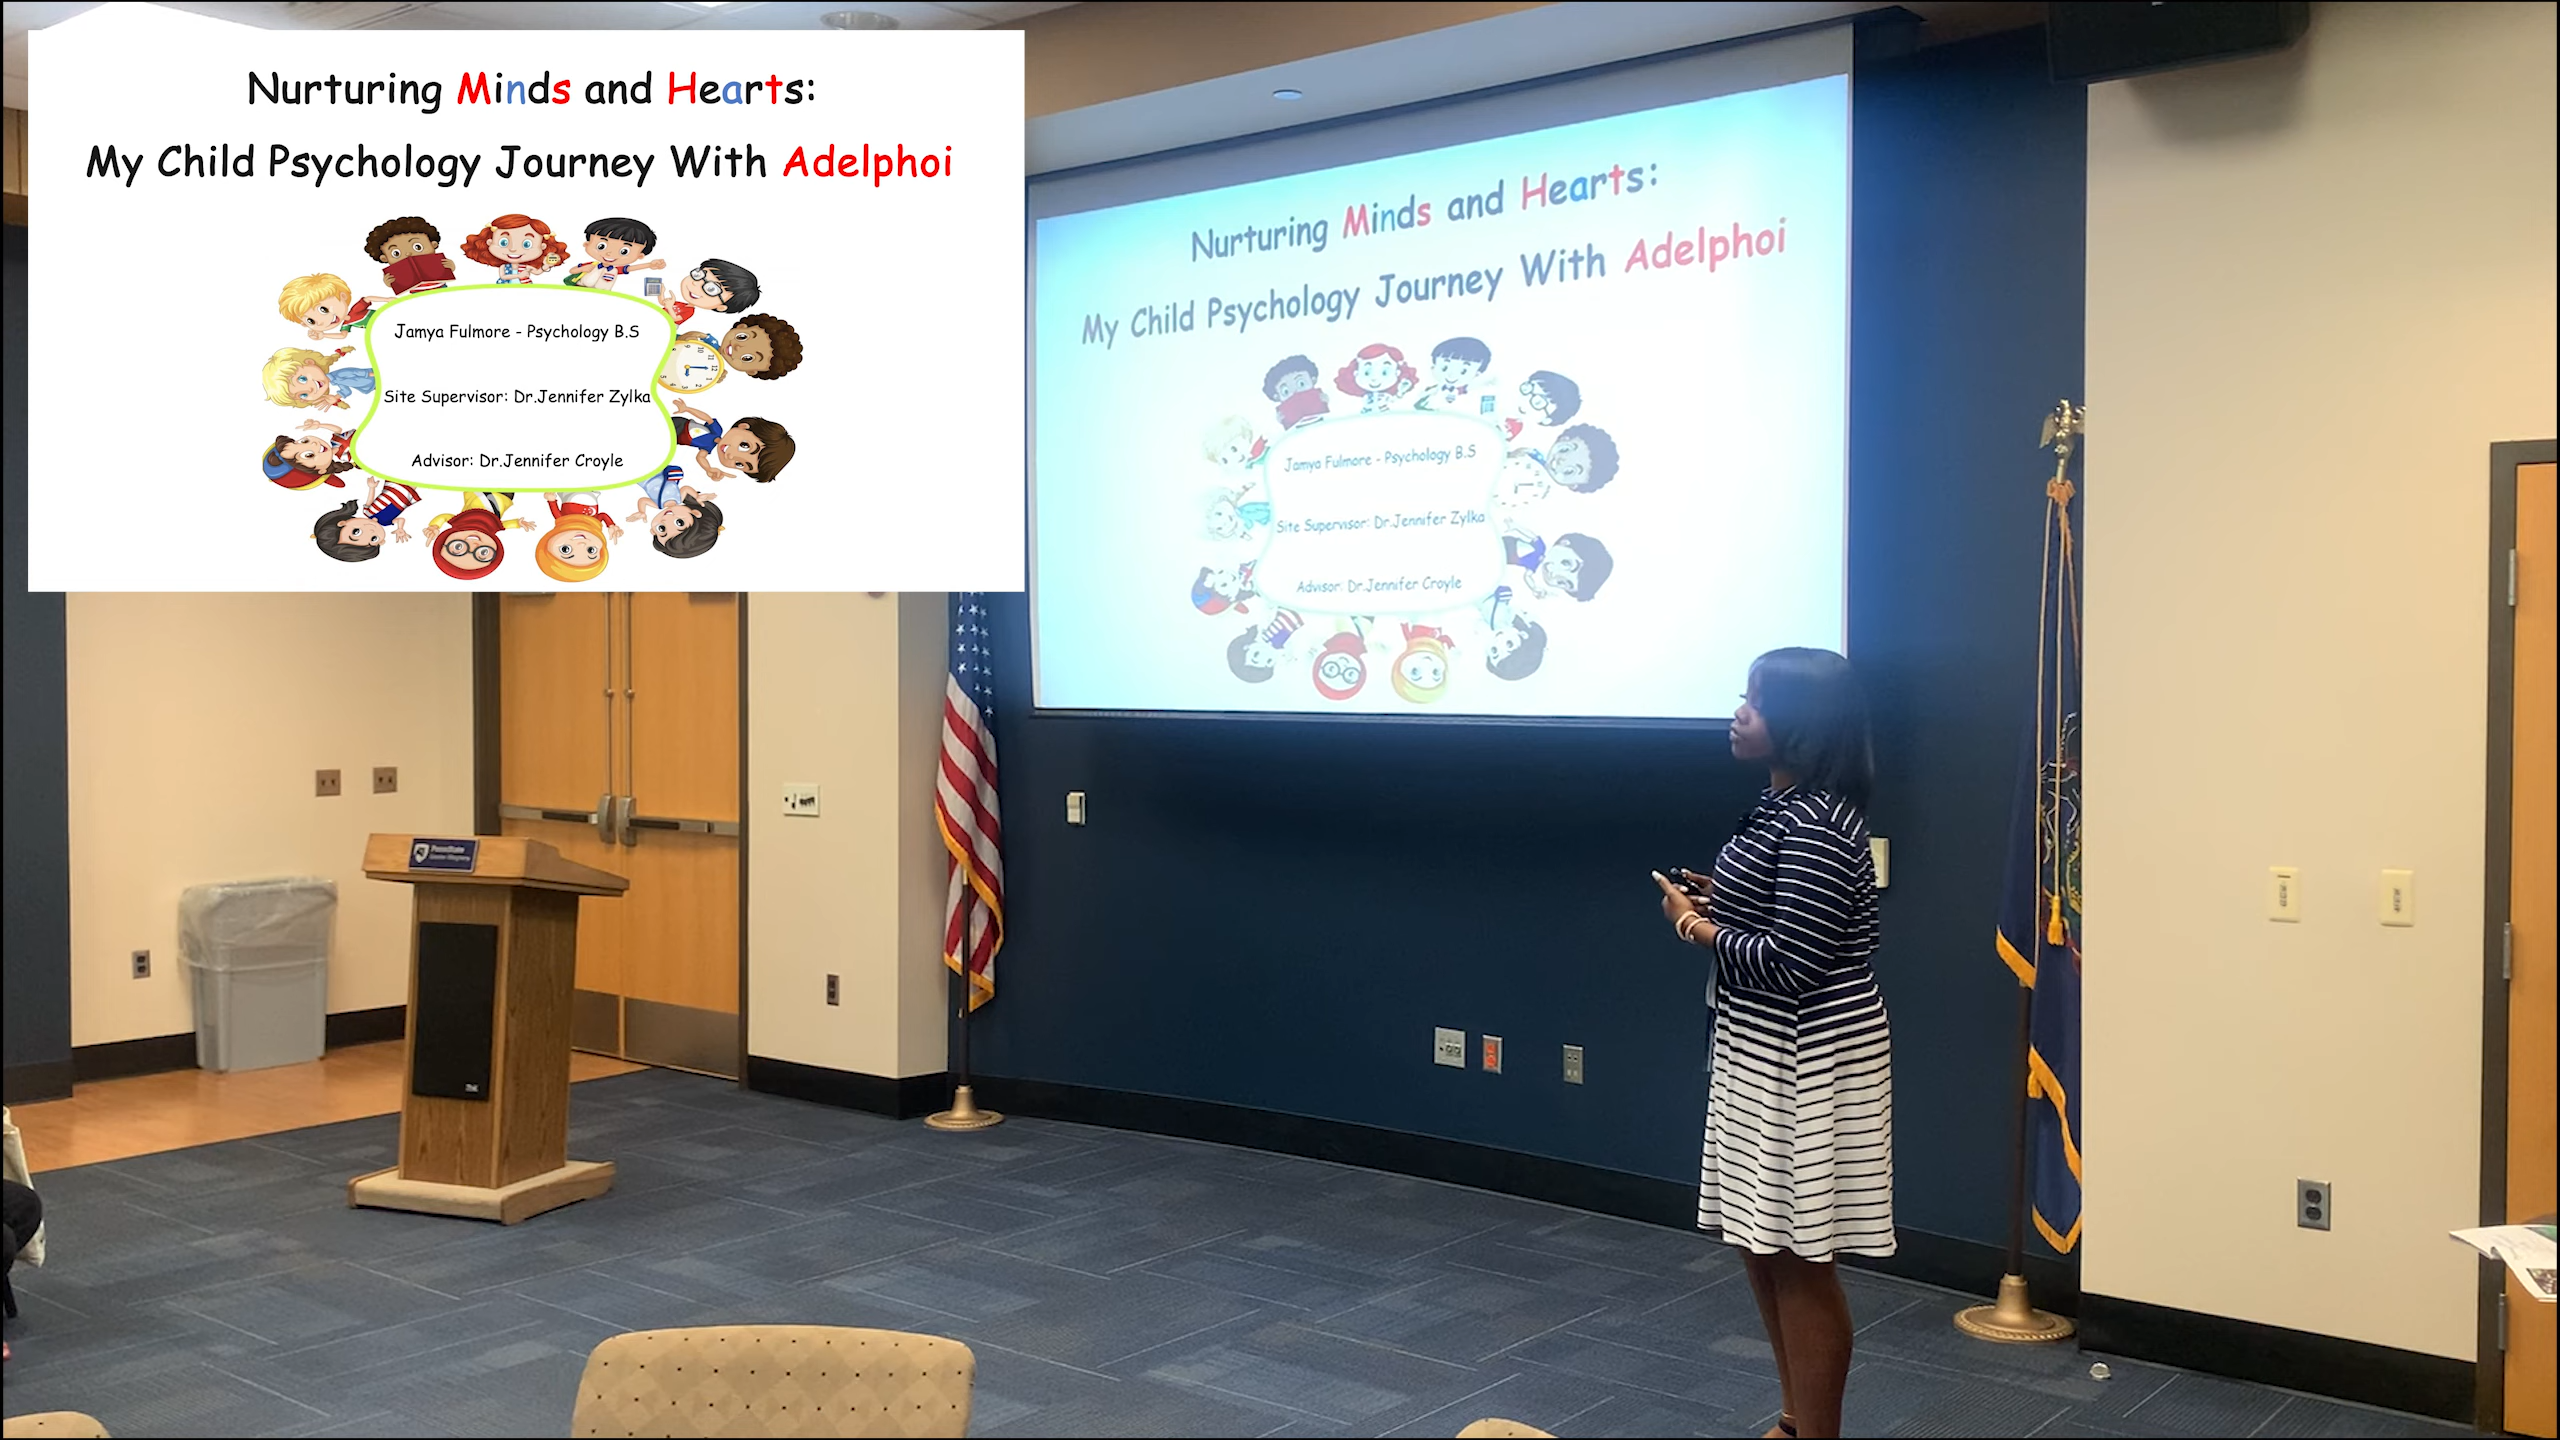 Nurturing Minds and Hearts:
My Child Psychology Journey With Adelphoi
Jamya Fulmore - Psychology B.S
Site Supervisor: Dr.Jennifer Zylka
Advisor: Dr.Jennifer Croyle
Nurturing Minds and Hearts:
My Child Psychology Journey With Adelphoi
Jamya Fulmore - Psychology B.S
Site Supervisor: Dr.Jennifer Zylka
Advisor: Dr.Jennifer Croyle
PennState